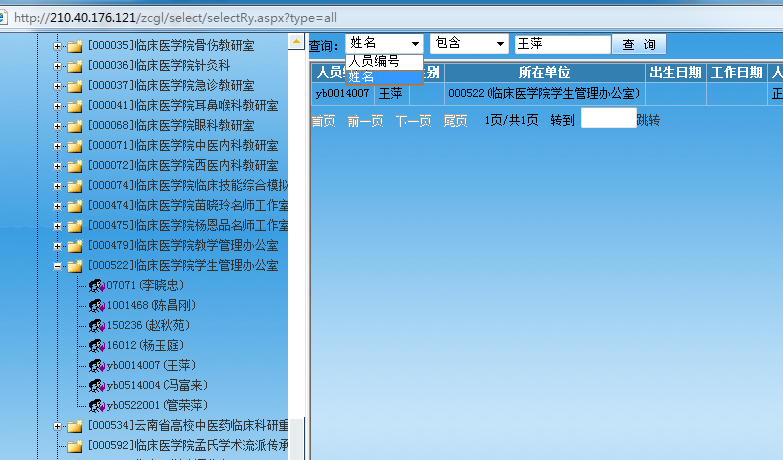 http://210.40.176.121/zcgl/select/selectRy.aspx?type=all
[000035]临床医学院骨伤教研室
[000036]临床医学院针灸科
[000037]临床医学院急诊教研室
[000041]临床医学院耳鼻喉科教研室
[000068]临床医学院眼科教研室
[000071]临床医学院中医内科教研室
[000072]临床医学院西医内科教研室
[000074]临床医学院临床技能综合模拟
[000474]临床医学院苗晓玲名师工作室
[000475]临床医学院杨恩品名师工作室
[000479]临床医学院教学管理办公室
[000522]临床医学院学生管理办公室
07071(李晓忠)
1001468(陈昌刚)
150236(赵秋苑)
16012(杨玉庭)
yb0014007(王萍)
yb0514004(冯富来)
yb0522001(管荣萍)
[000534]云南省高校中医药临床科研重
[000592]临床医学院孟氏学术流派传承
查询: 姓名 包含 王萍 查 询
人员编号
姓名
人员 别 所在单位 出生日期 工作日期 人
yb0014007 王萍 000522(临床医学院学生管理办公室) 正
首页 前一页 下一页 尾页 1页/共1页 转到 跳转